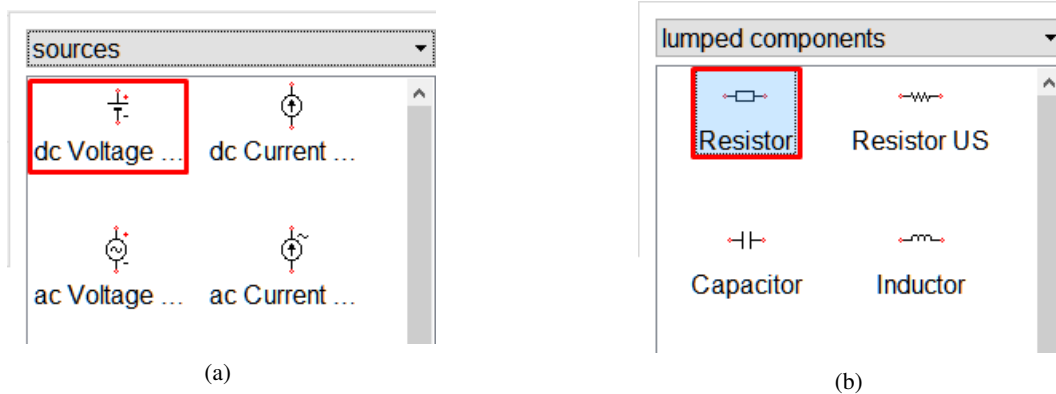 sources
dc Voltage ...
dc Current ...
ac Voltage ...
ac Current ...
(a)
lumped components
Resistor
Resistor US
Capacitor
Inductor
(b)